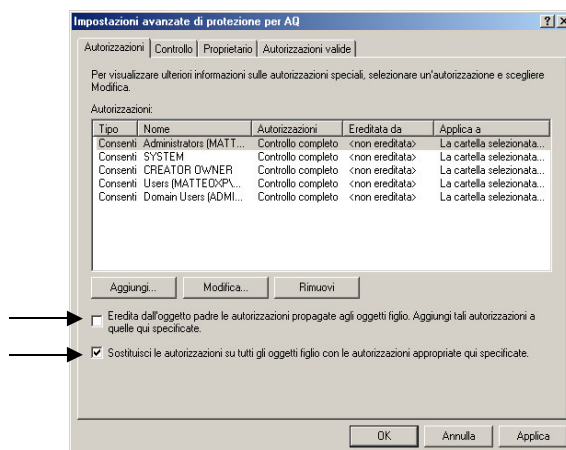 Impostazioni avanzate di protezione per AQ
Autorizzazioni Controllo Proprietario Autorizzazioni valide
Per visualizzare ulteriori informazioni sulle autorizzazioni speciali, selezionare un'autorizzazione e scegliere
Modifica.
Autorizzazioni:
Tipo Nome Autorizzazioni Ereditata da Applica a
Consenti Administrators (MATT... Controllo completo <non ereditata> La cartella selezionata...
Consenti SYSTEM Controllo completo <non ereditata> La cartella selezionata...
Consenti CREATOR OWNER Controllo completo <non ereditata> La cartella selezionata...
Consenti Users (MATTEOXP\... Controllo completo <non ereditata> La cartella selezionata...
Consenti Domain Users (ADMI... Controllo completo <non ereditata> La cartella selezionata...
Aggiungi... Modifica... Rimuovi
Eredita dall'oggetto padre le autorizzazioni propagate agli oggetti figlio. Aggiungi tali autorizzazioni a
quelle qui specificate.
Sostituisci le autorizzazioni su tutti gli oggetti figlio con le autorizzazioni appropriate qui specificate.
OK Annulla Applica